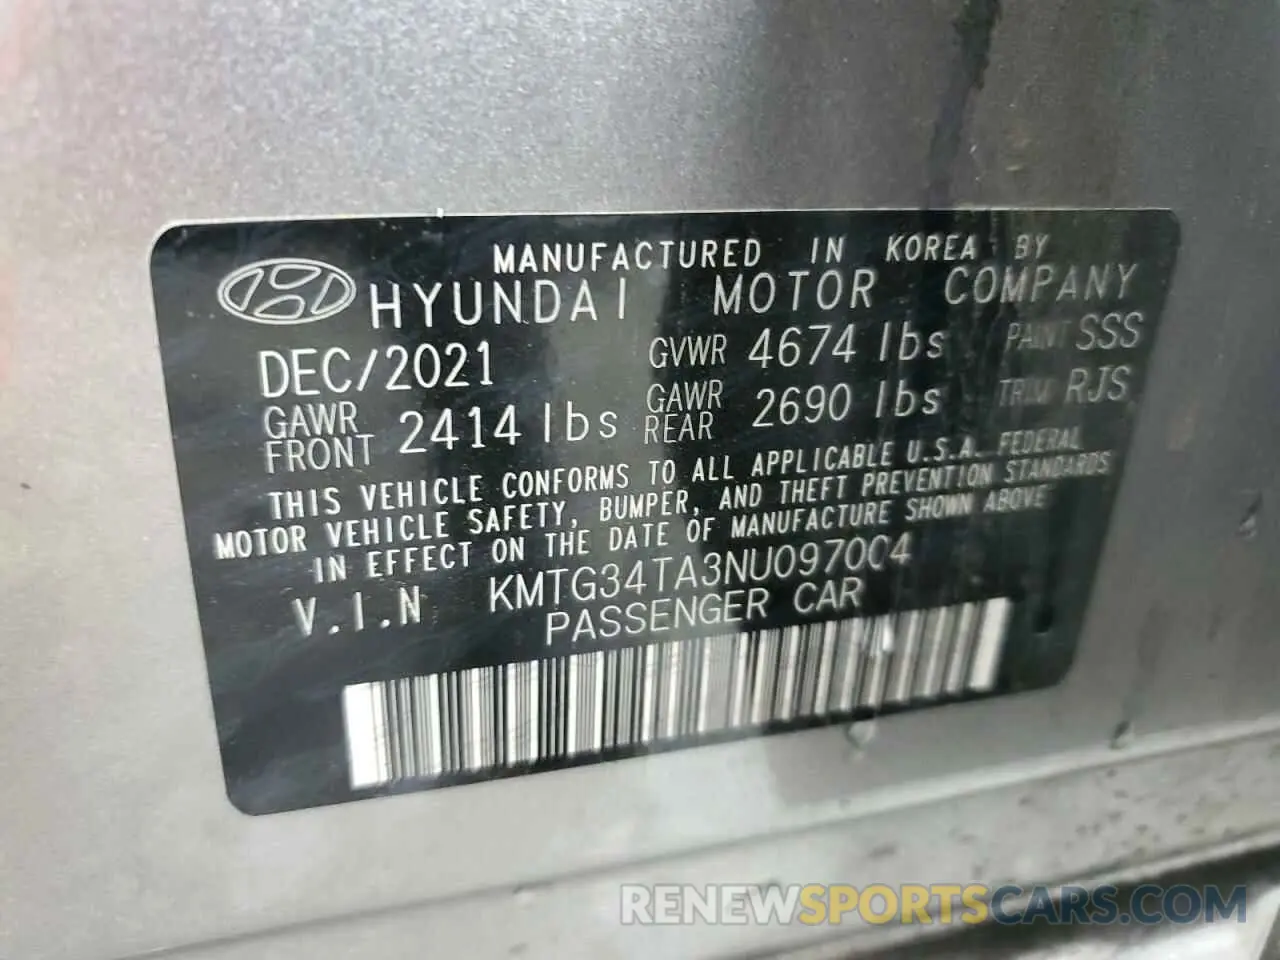 MANUFACTURED IN KOREA BY
HYUNDAI MOTOR COMPANY
DEC/2021 GVWR 4674 lbs PAINT SSS
GAWR FRONT 2414 lbs GAWR REAR 2690 lbs TRIM RJS
THIS VEHICLE CONFORMS TO ALL APPLICABLE U.S.A. FEDERAL
MOTOR VEHICLE SAFETY, BUMPER, AND THEFT PREVENTION STANDARDS
IN EFFECT ON THE DATE OF MANUFACTURE SHOWN ABOVE
V.I.N KMTG34TA3NU097004
PASSENGER CAR
RENEWSPORTSCARS.COM